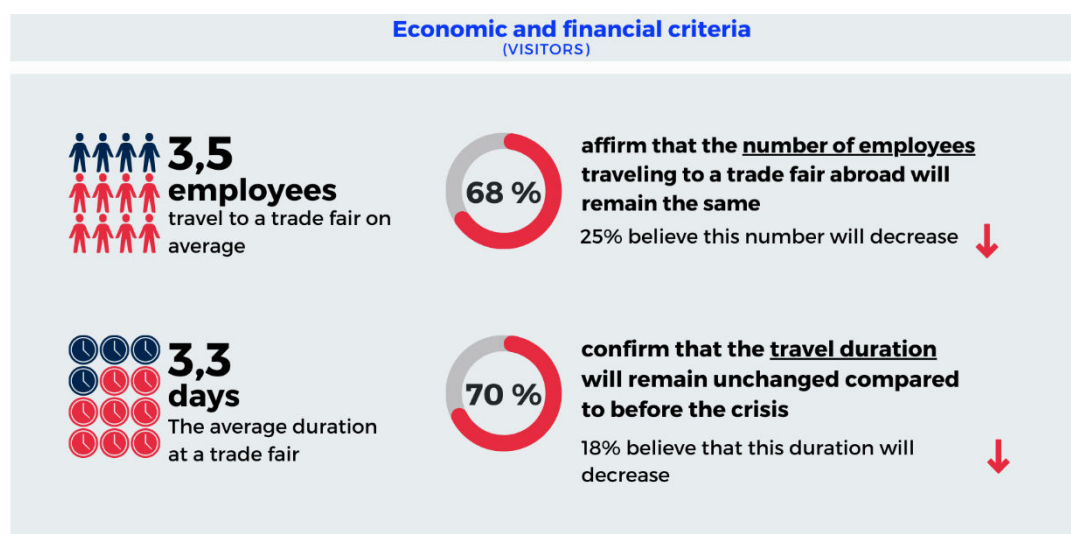 Economic and financial criteria
(VISITORS)
3,5
employees
travel to a trade fair on
average
68 %
affirm that the number of employees
traveling to a trade fair abroad will
remain the same
25% believe this number will decrease
3,3
days
The average duration
at a trade fair
70 %
confirm that the travel duration
will remain unchanged compared
to before the crisis
18% believe that this duration will
decrease